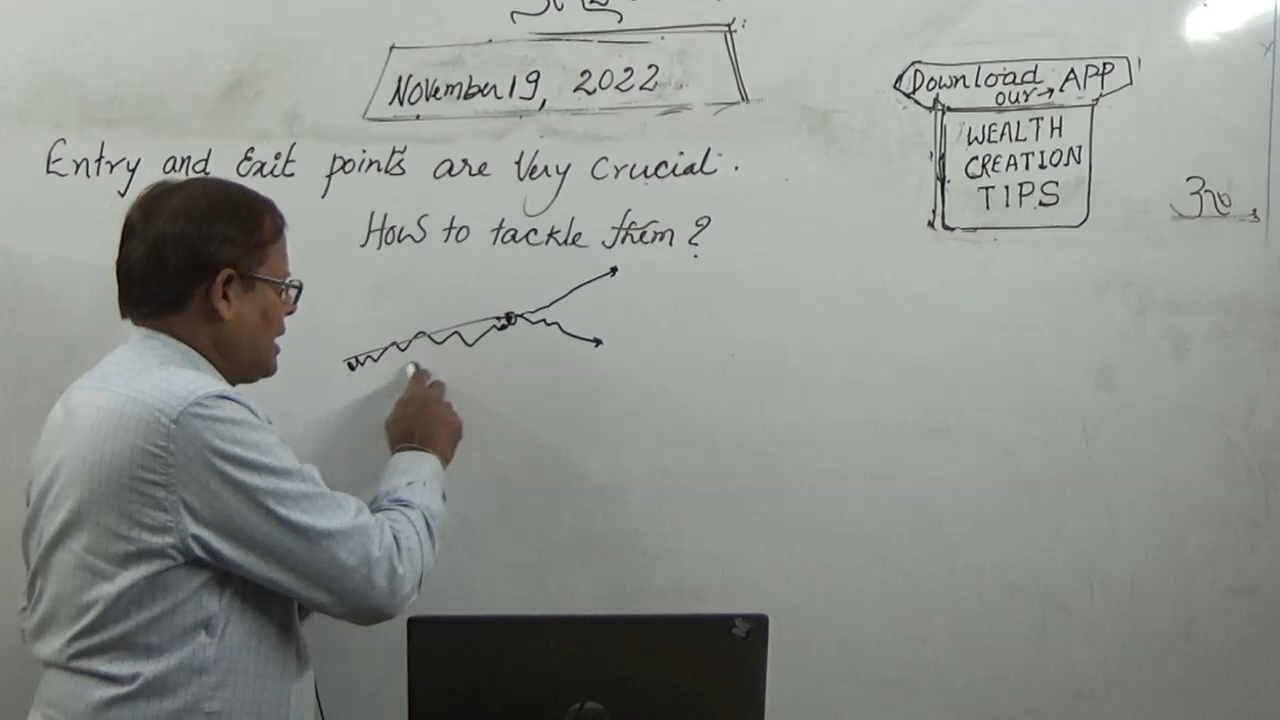 November 19, 2022
Download
our → APP
WEALTH
CREATION
TIPS
Entry and Exit points are Very Crucial.
How to tackle them?